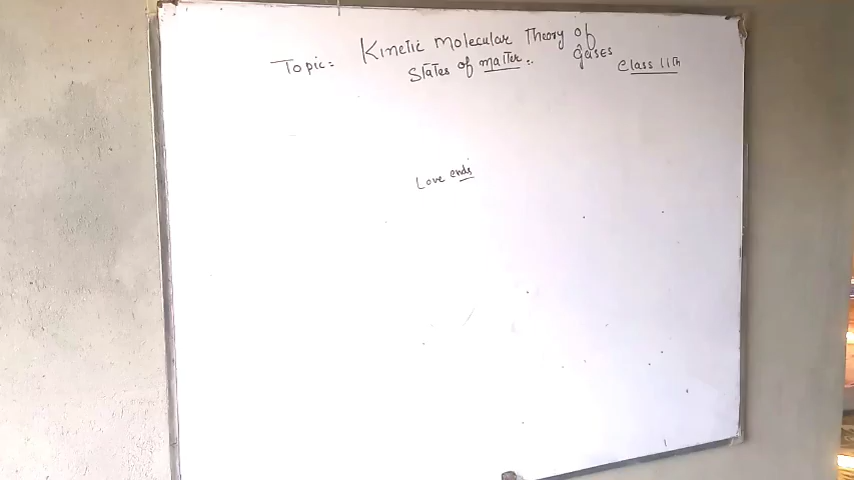 Topic:- Kinetic Molecular Theory of Gases
States of matter:. Class 11th
Love ends